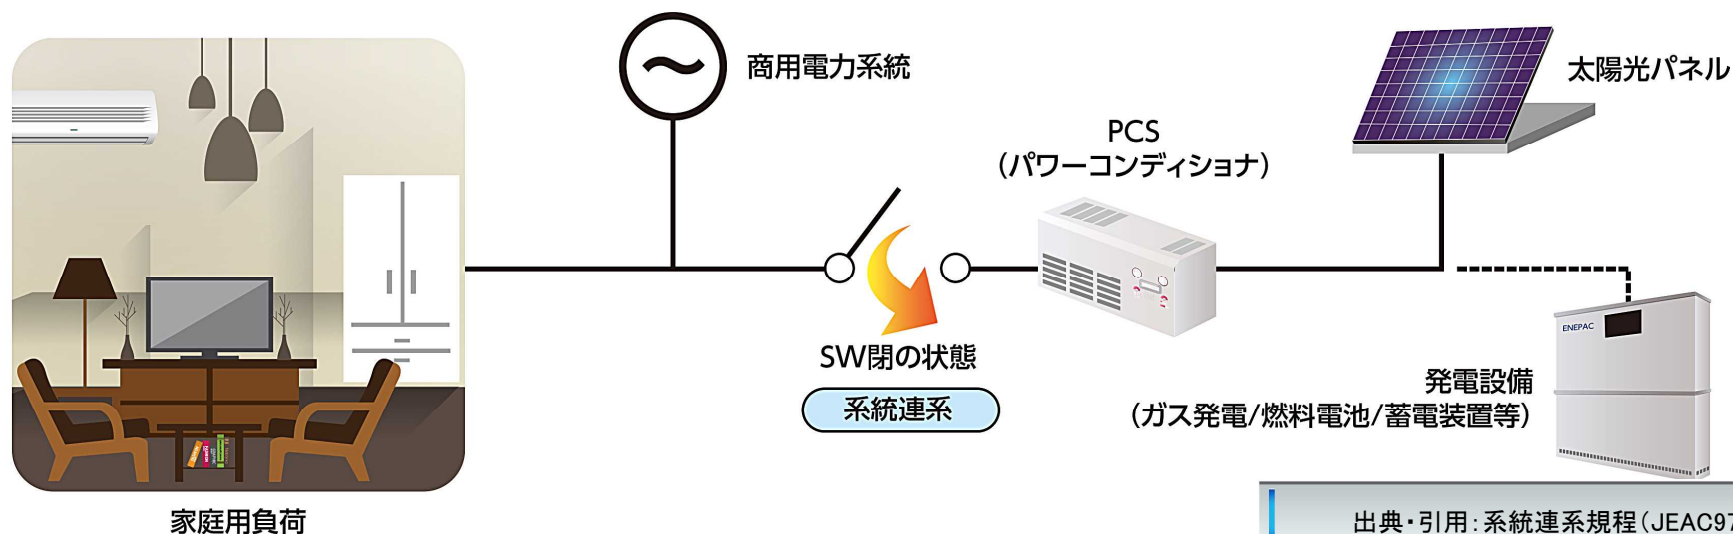 商用電力系統
太陽光パネル
PCS
（パワーコンディショナ）
SW閉の状態
系統連系
ENEPAC
発電設備
（ガス発電/燃料電池/蓄電装置等）
家庭用負荷
出典・引用：系統連系規程（JEAC97